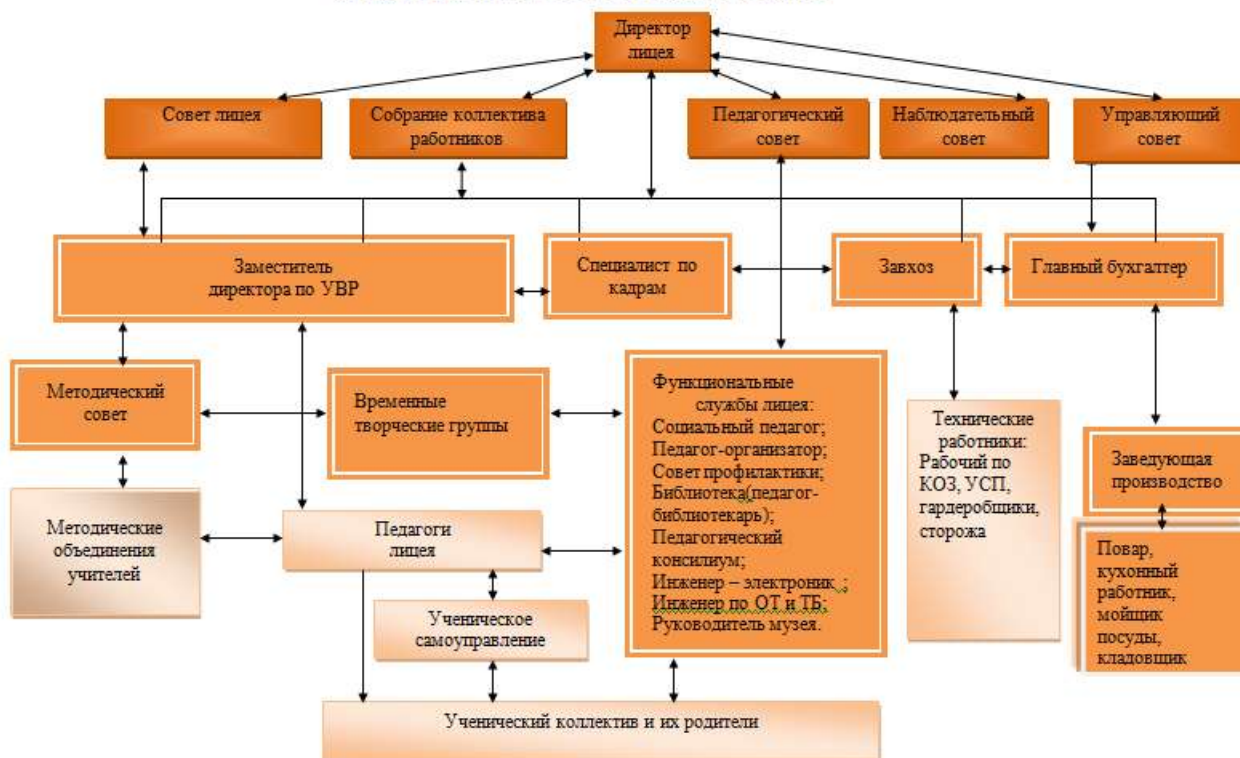 Директор
лицея
Совет лицея
Собрание коллектива
работников
Педагогический
совет
Наблюдательный
совет
Управляющий
совет
Заместитель
директора по УВР
Специалист по
кадрам
Завхоз
Главный бухгалтер
Методический
совет
Временные
творческие группы
Функциональные
службы лицея:
Социальный педагог;
Педагог-организатор;
Совет профилактики;
Библиотека(педагог-
библиотекарь);
Педагогический
консилиум;
Инженер – электроник ;
Инженер по ОТ и ТБ;
Руководитель музея.
Технические
работники:
Рабочий по
КОЗ, УСП,
гардеробщики,
сторожа
Заведующая
производство
Методические
объединения
учителей
Педагоги
лицея
Повар,
кухонный
работник,
мойщик
посуды,
кладовщик
Ученическое
самоуправление
Ученический коллектив и их родители